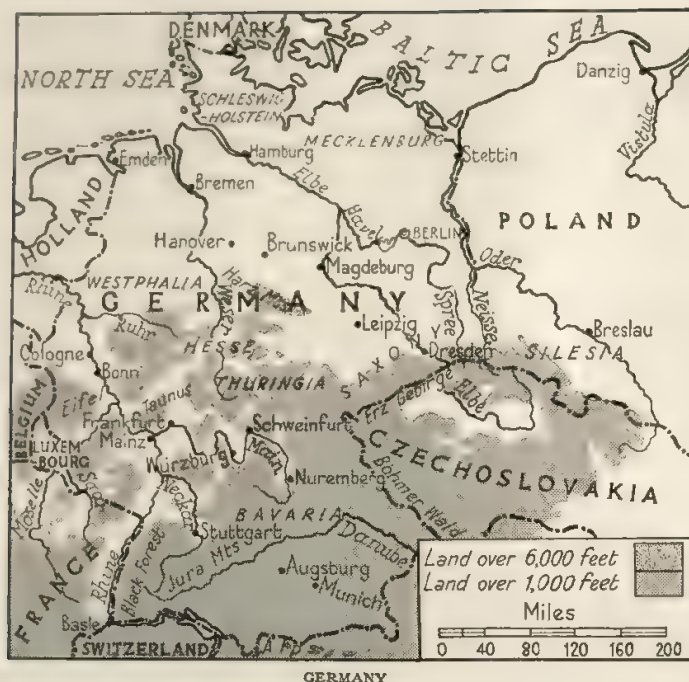 DENMARK
BALTIC SEA
NORTH SEA
Danzig
SCHLESWIG
-HOLSTEIN
MECKLENBURG
Vistula
Emden
Hamburg
Stettin
Bremen
Elbe
HOLLAND
Havel
BERLIN
POLAND
Hanover
Brunswick
Magdeburg
Oder
WESTPHALIA
Rhine
Weser
GERMANY
Spree
Neisse
Ruhr
Leipzig
Breslau
HESSE
Cologne
SAXONY
Dresden
SILESIA
Bonn
THURINGIA
Erz Gebirge
Elbe
Eifel
Taunus
BELGIUM
Frankfurt
Mainz
Schweinfurt
LUXEM
BOURG
Würzburg
Main
CZECHOSLOVAKIA
Nuremberg
Böhmer Wald
Moselle
Saar
Neckar
BAVARIA
Stuttgart
Danube
Jura Mts
FRANCE
Rhine
Black Forest
Augsburg
Munich
Basle
SWITZERLAND
Land over 6,000 feet
Land over 1,000 feet
Miles
0 40 80 120 160 200
GERMANY